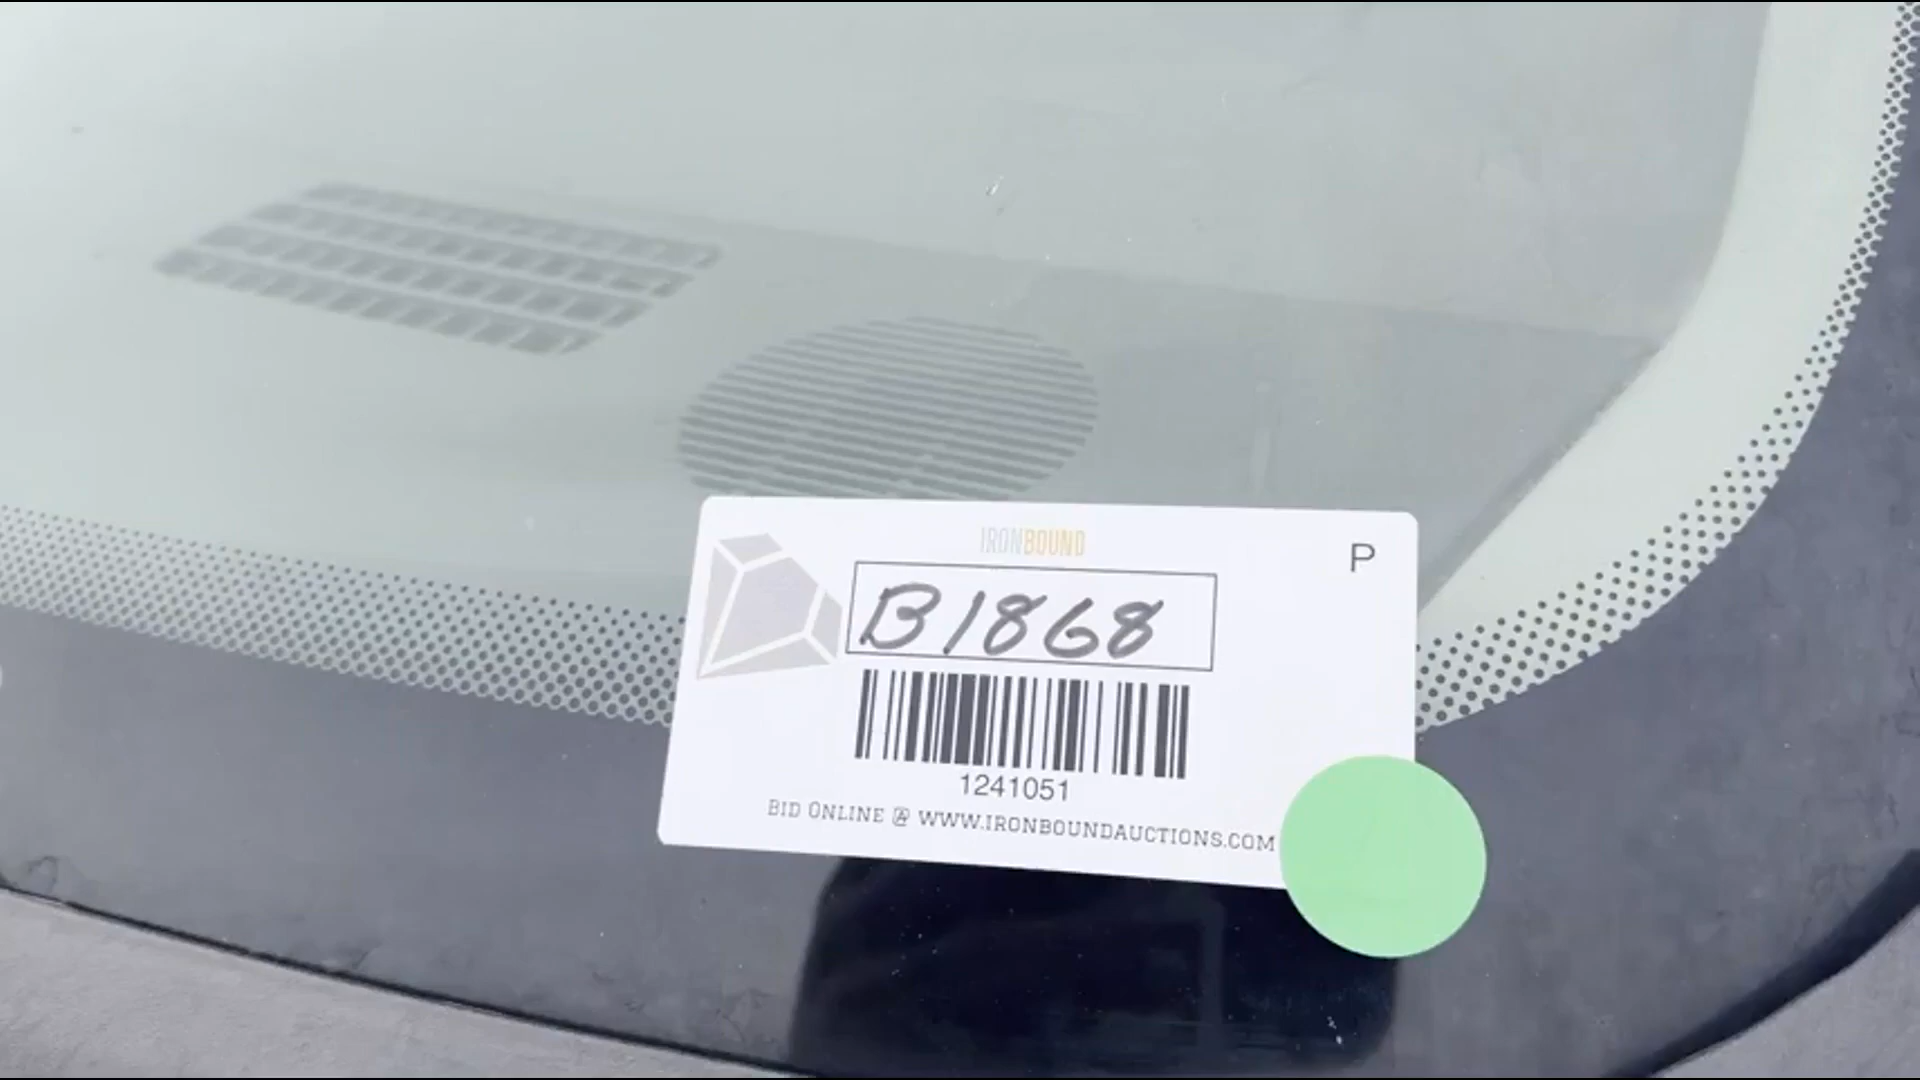 IRONBOUND
P
B1868
1241051
BID ONLINE @ WWW.IRONBOUNDAUCTIONS.COM